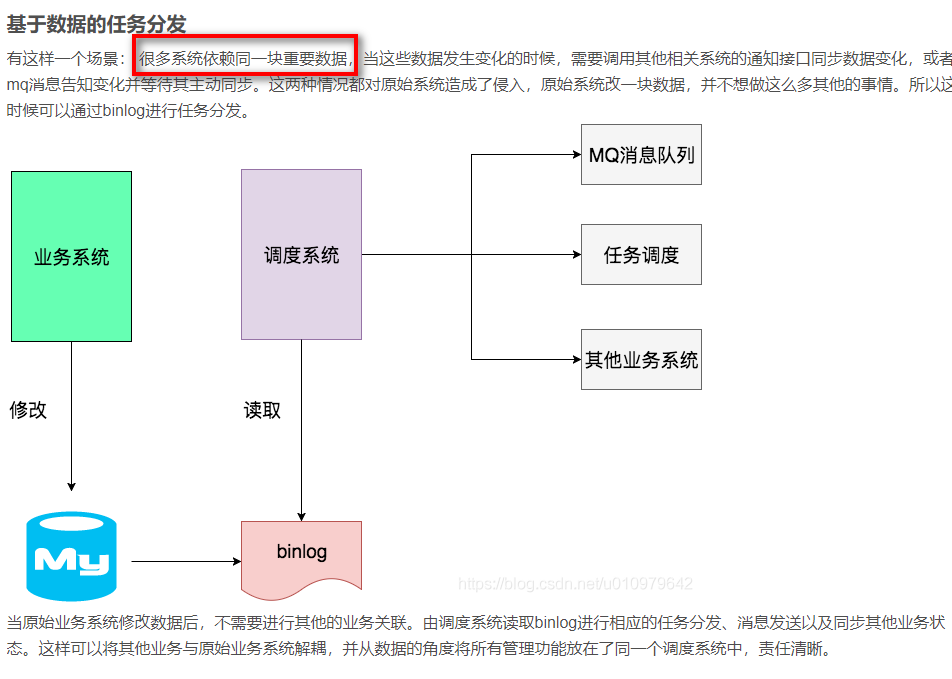 基于数据的任务分发
有这样一个场景：很多系统依赖同一块重要数据，当这些数据发生变化的时候，需要调用其他相关系统的通知接口同步数据变化，或者
mq消息告知变化并等待其主动同步。这两种情况都对原始系统造成了侵入，原始系统改一块数据，并不想做这么多其他的事情。所以这
时候可以通过binlog进行任务分发。
MQ消息队列
业务系统
调度系统
任务调度
其他业务系统
修改
读取
My
binlog
https://blog.csdn.net/u010979642
当原始业务系统修改数据后，不需要进行其他的业务关联。由调度系统读取binlog进行相应的任务分发、消息发送以及同步其他业务状
态。这样可以将其他业务与原始业务系统解耦，并从数据的角度将所有管理功能放在了同一个调度系统中，责任清晰。